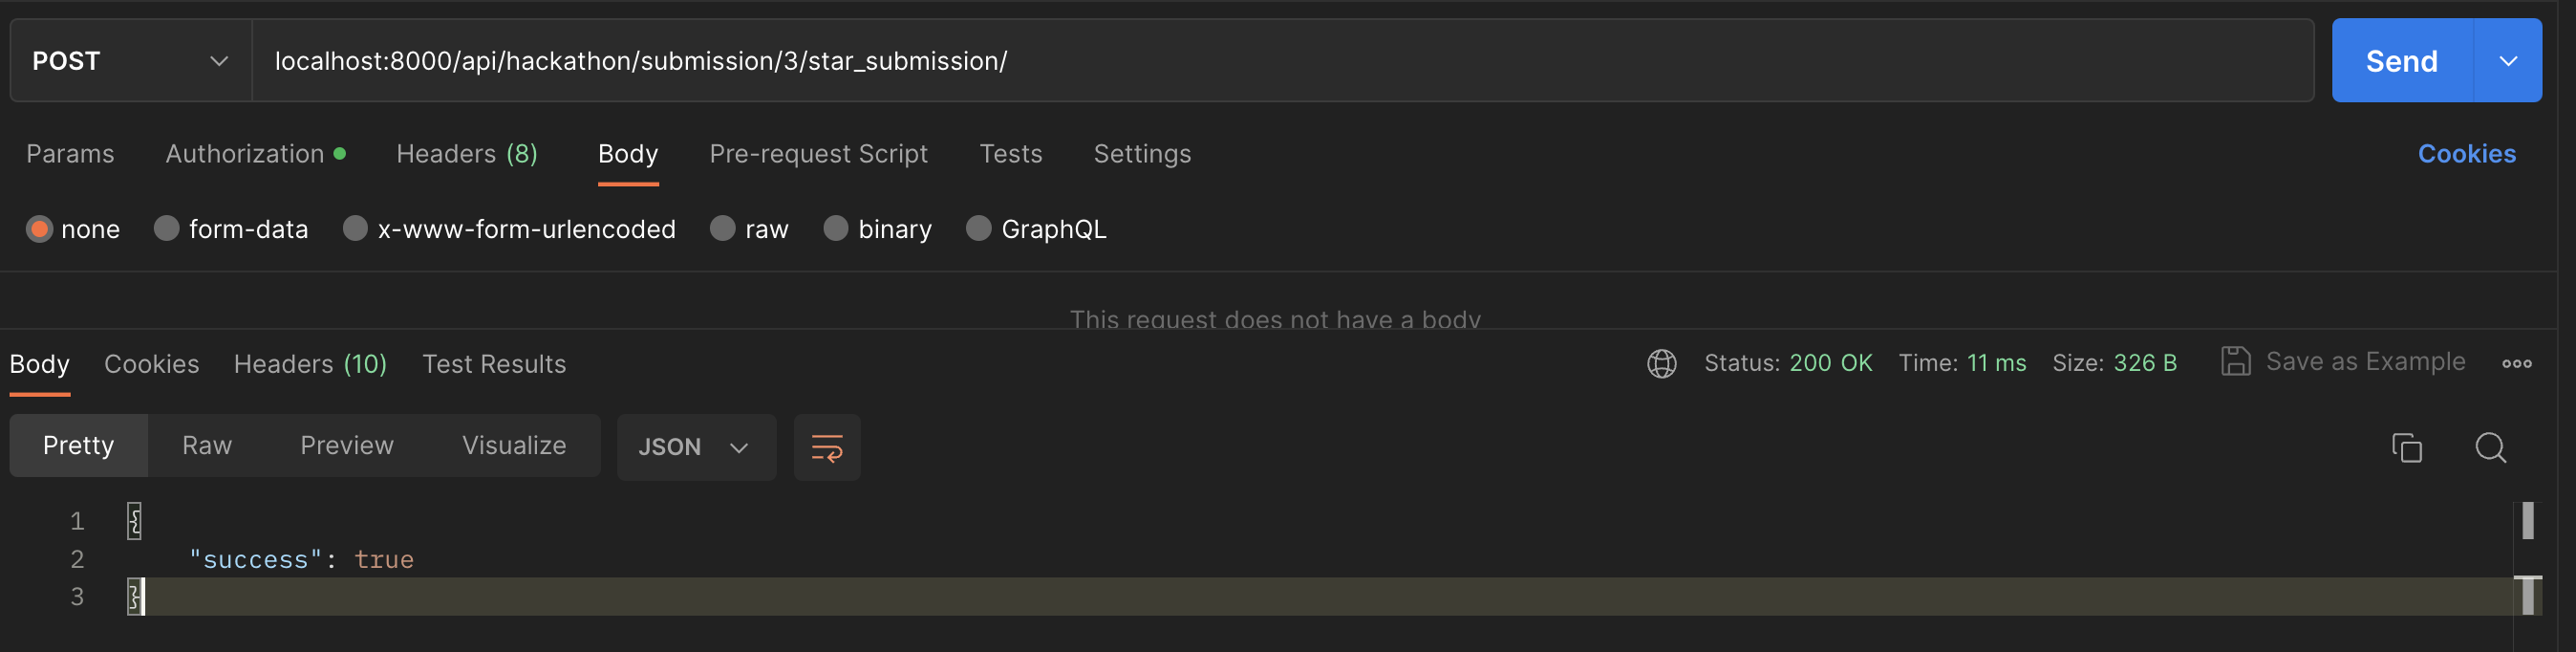 POST localhost:8000/api/hackathon/submission/3/star_submission/ Send
Params Authorization Headers (8) Body Pre-request Script Tests Settings Cookies
none form-data x-www-form-urlencoded raw binary GraphQL
This request does not have a body
Body Cookies Headers (10) Test Results Status: 200 OK Time: 11 ms Size: 326 B Save as Example
Pretty Raw Preview Visualize JSON
1 {
2 "success": true
3 }